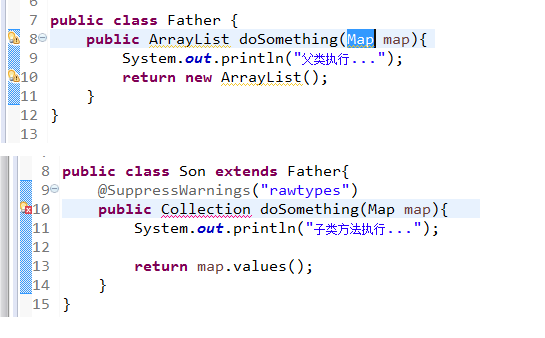 6
7 public class Father {
8 public ArrayList doSomething(Map map){
9 System.out.println("父类执行...");
10 return new ArrayList();
11 }
12 }
13
8 public class Son extends Father{
9 @SuppressWarnings("rawtypes")
10 public Collection doSomething(Map map){
11 System.out.println("子类方法执行...");
12
13 return map.values();
14 }
15 }